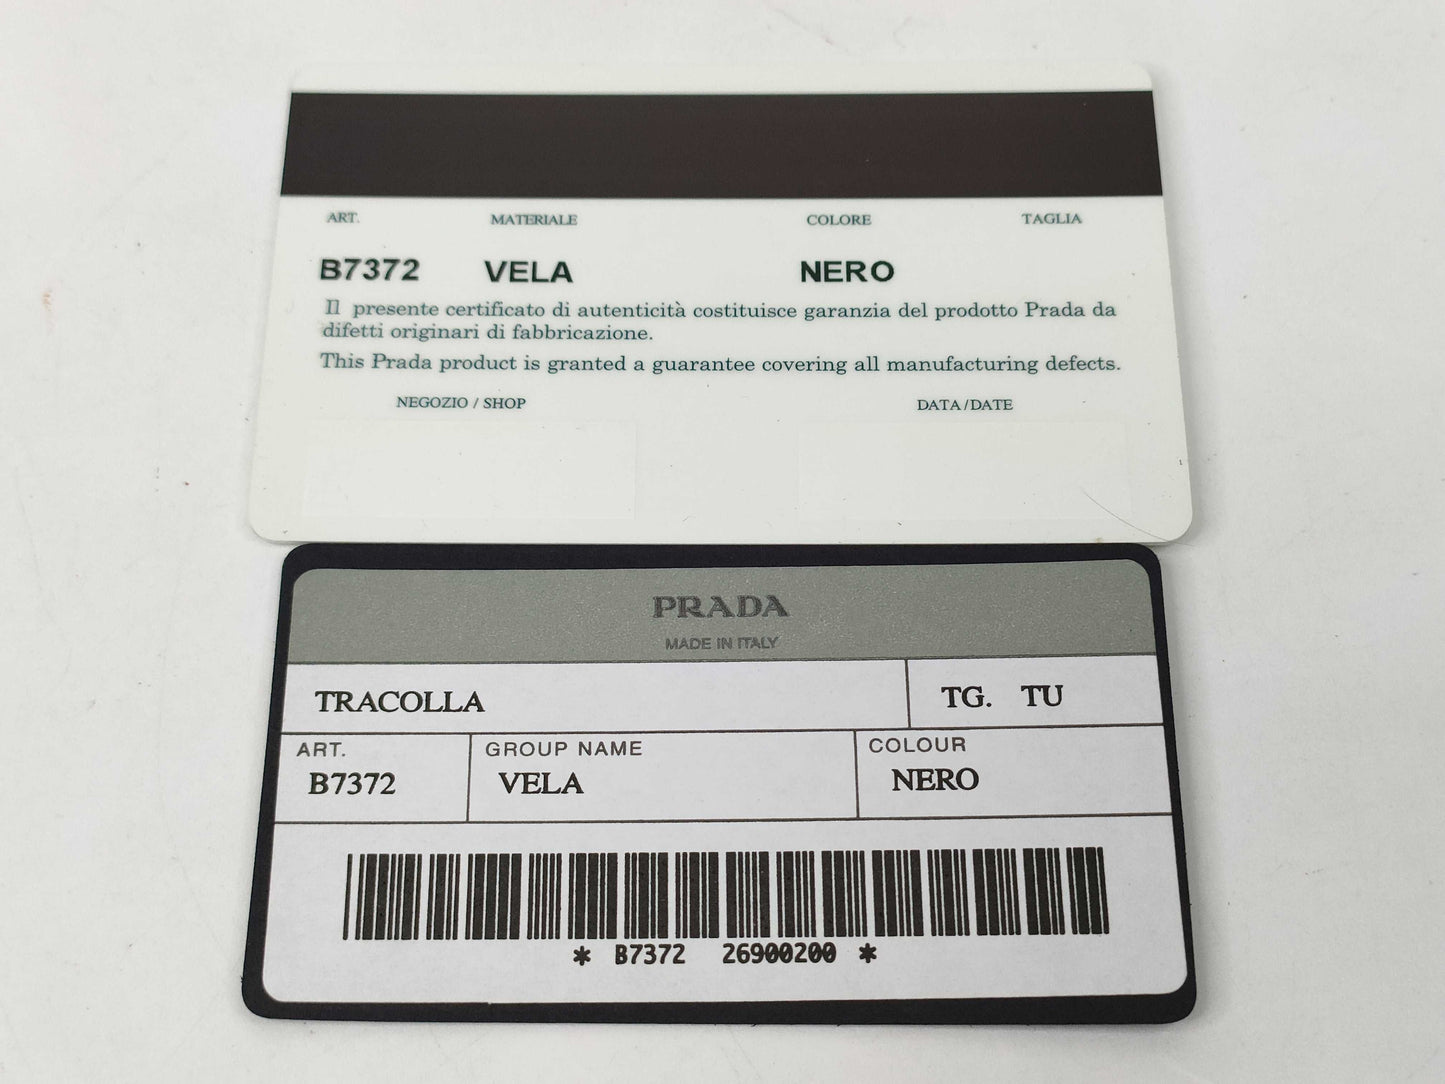 ART. MATERIALE COLORE TAGLIA
B7372 VELA NERO
Il presente certificato di autenticità costituisce garanzia del prodotto Prada da
difetti originari di fabbricazione.
This Prada product is granted a guarantee covering all manufacturing defects.
NEGOZIO / SHOP DATA/DATE
PRADA
MADE IN ITALY
TRACOLLA TG. TU
ART. GROUP NAME COLOUR
B7372 VELA NERO
* B7372 26900200 *